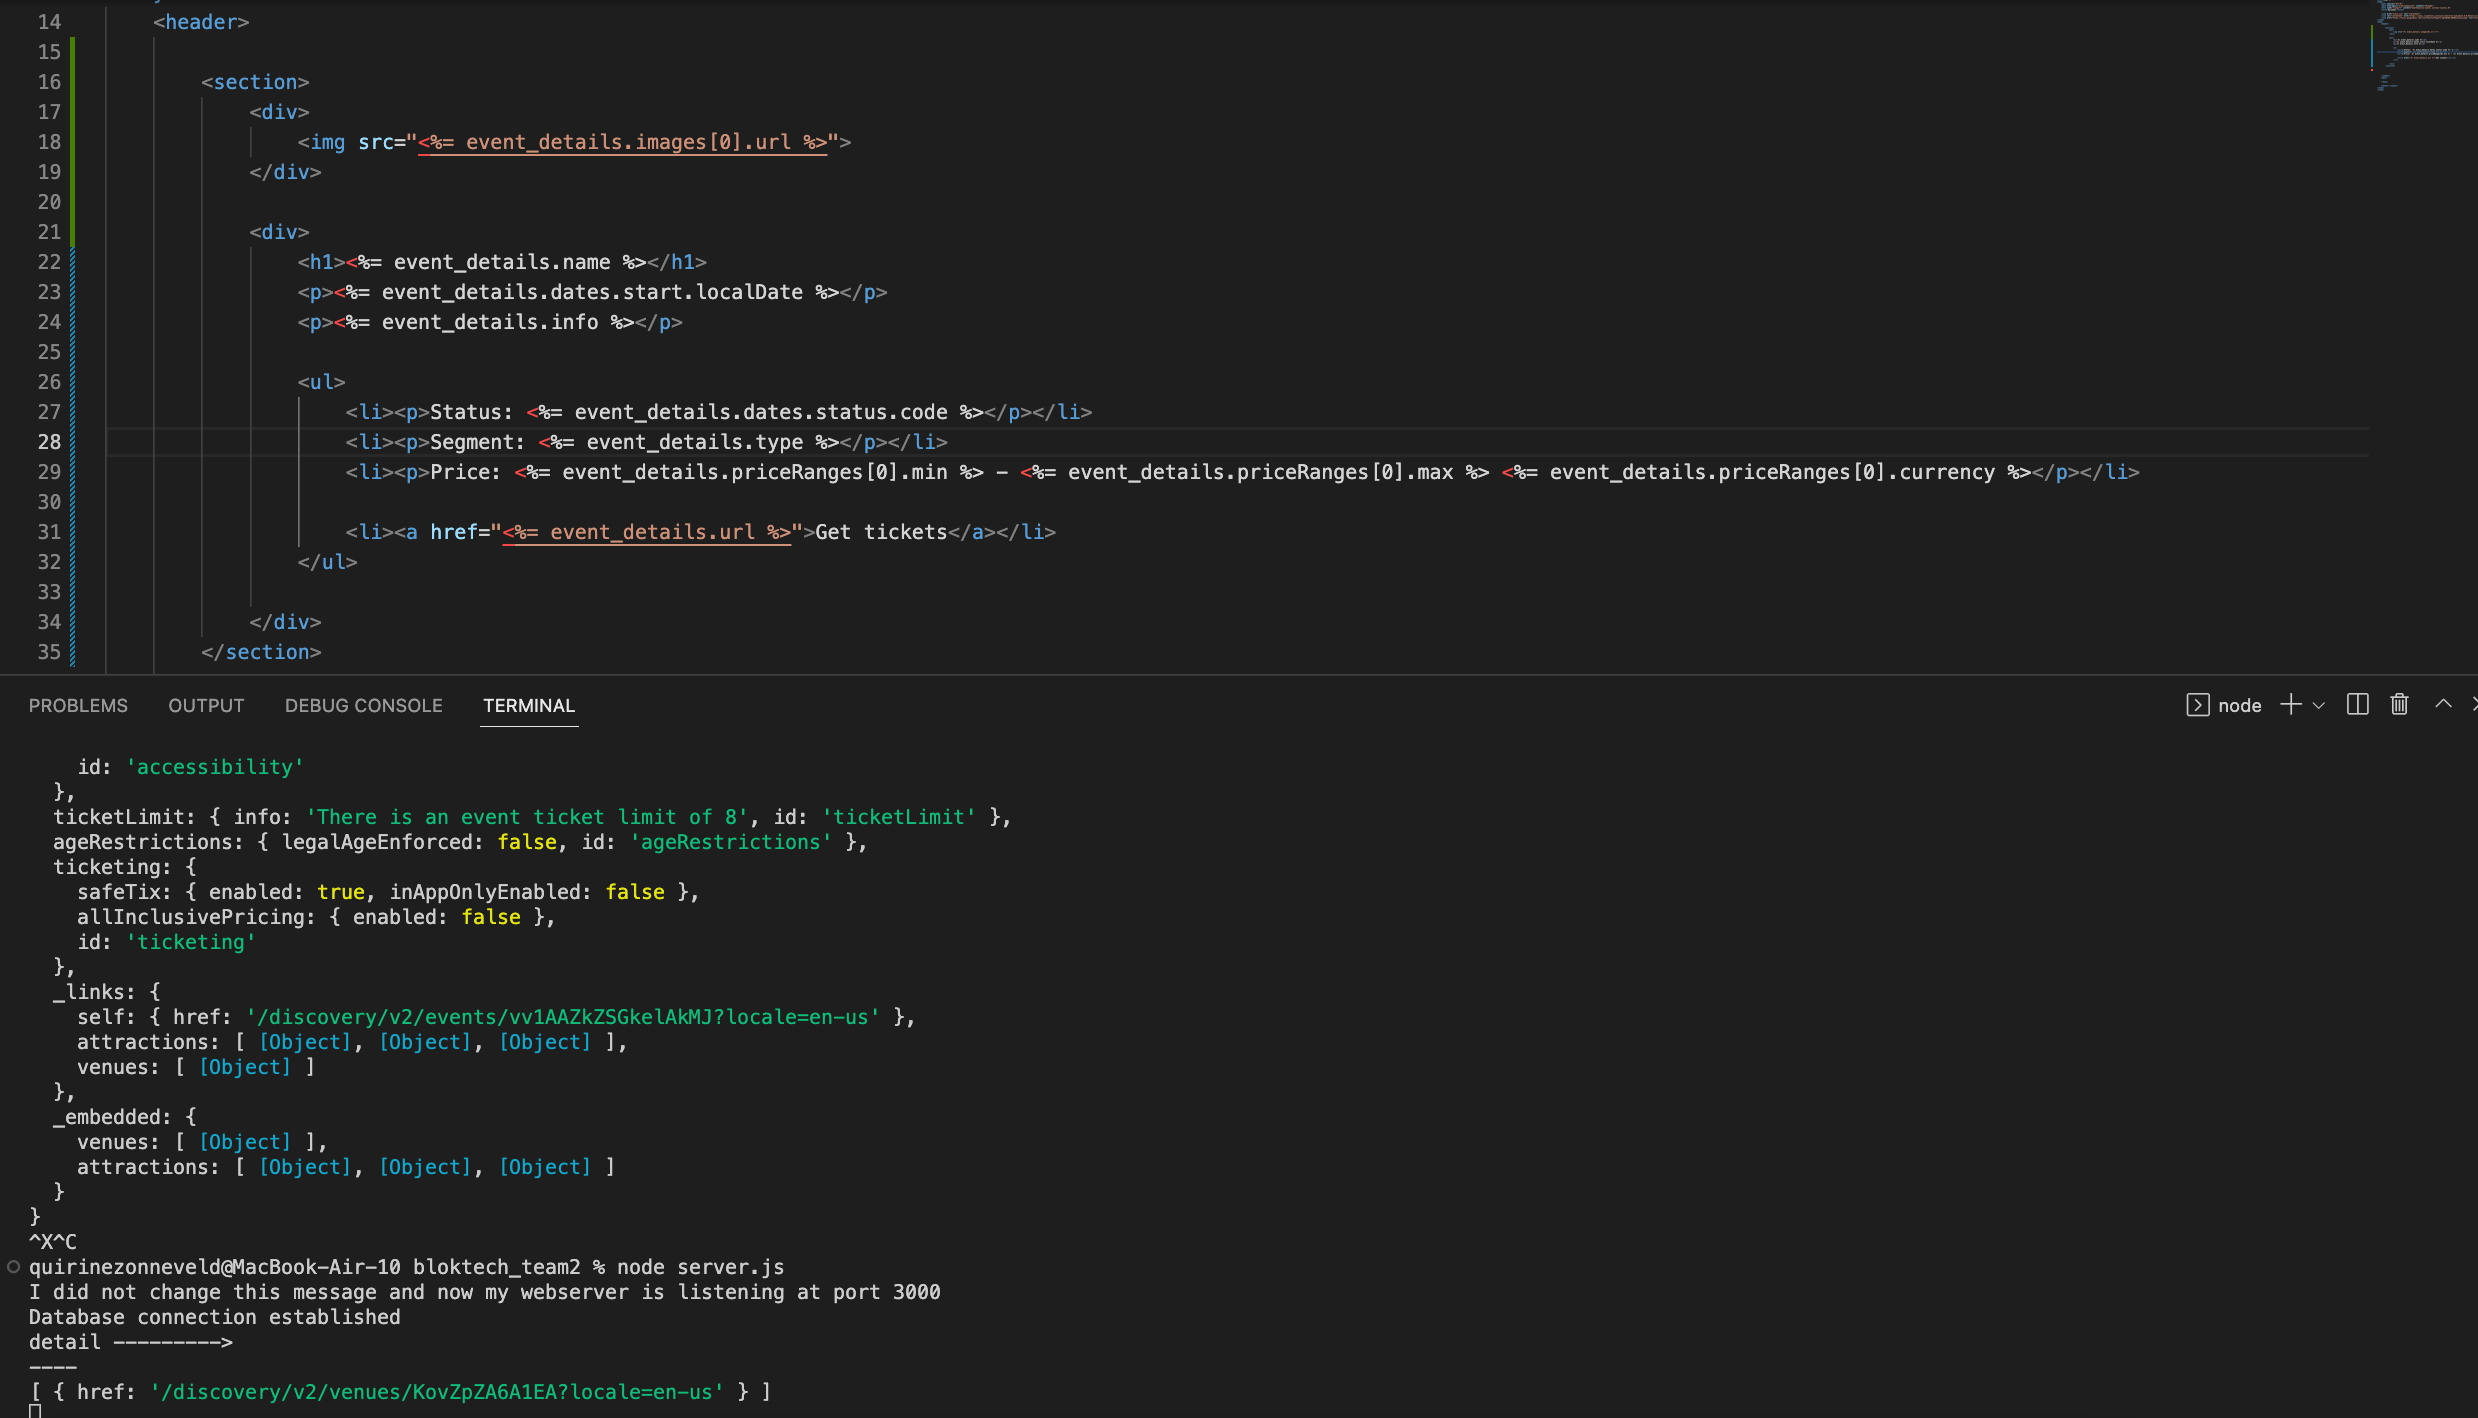 14 <header>
15
16 <section>
17 <div>
18 <img src="<%= event_details.images[0].url %>">
19 </div>
20
21 <div>
22 <h1><%= event_details.name %></h1>
23 <p><%= event_details.dates.start.localDate %></p>
24 <p><%= event_details.info %></p>
25
26 <ul>
27 <li><p>Status: <%= event_details.dates.status.code %></p></li>
28 <li><p>Segment: <%= event_details.type %></p></li>
29 <li><p>Price: <%= event_details.priceRanges[0].min %> - <%= event_details.priceRanges[0].max %> <%= event_details.priceRanges[0].currency %></p></li>
30
31 <li><a href="<%= event_details.url %>">Get tickets</a></li>
32 </ul>
33
34 </div>
35 </section>
PROBLEMS OUTPUT DEBUG CONSOLE TERMINAL node
id: 'accessibility'
},
ticketLimit: { info: 'There is an event ticket limit of 8', id: 'ticketLimit' },
ageRestrictions: { legalAgeEnforced: false, id: 'ageRestrictions' },
ticketing: {
safeTix: { enabled: true, inAppOnlyEnabled: false },
allInclusivePricing: { enabled: false },
id: 'ticketing'
},
_links: {
self: { href: '/discovery/v2/events/vv1AAZkZSGkelAkMJ?locale=en-us' },
attractions: [ [Object], [Object], [Object] ],
venues: [ [Object] ]
},
_embedded: {
venues: [ [Object] ],
attractions: [ [Object], [Object], [Object] ]
}
}
^X^C
quirinezonneveld@MacBook-Air-10 bloktech_team2 % node server.js
I did not change this message and now my webserver is listening at port 3000
Database connection established
detail --------->
----
[ { href: '/discovery/v2/venues/KovZpZA6A1EA?locale=en-us' } ]